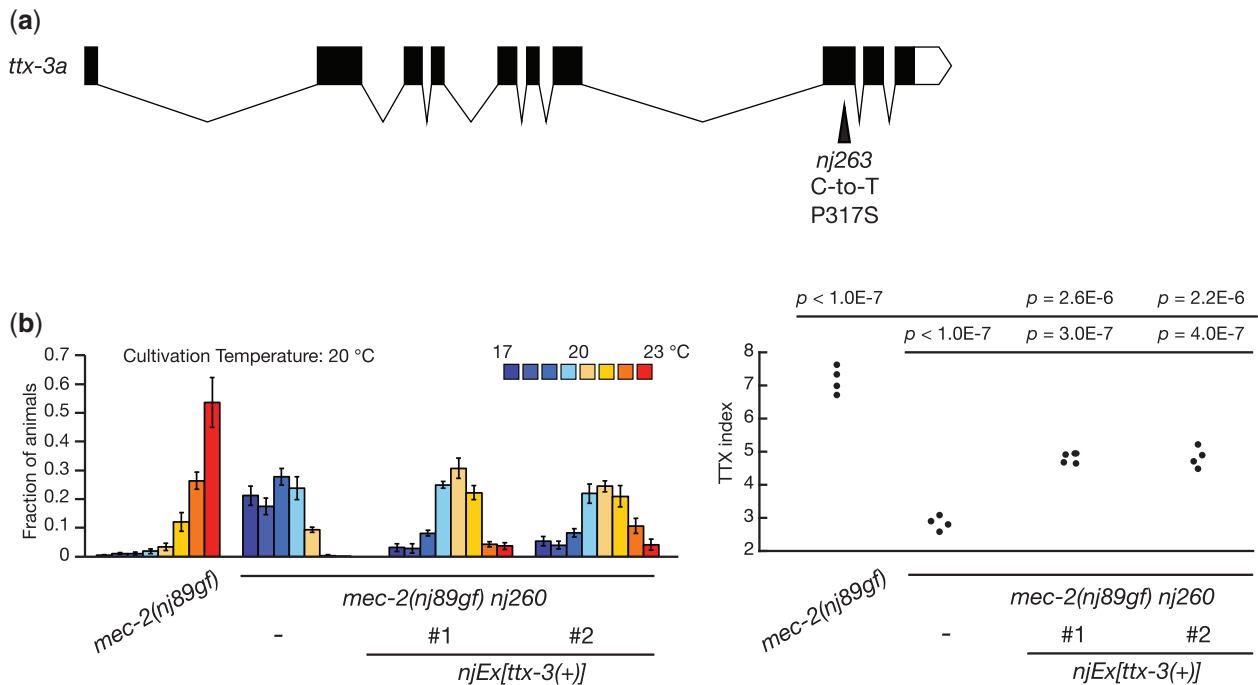 (a)
ttx-3a
nj263
C-to-T
P317S
(b)
Cultivation Temperature: 20 °C
17 20 23 °C
Fraction of animals
0.7
0.6
0.5
0.4
0.3
0.2
0.1
0
mec-2(nj89gf)
mec-2(nj89gf) nj260
- #1 #2
njEx[ttx-3(+)]
p < 1.0E-7 p = 2.6E-6 p = 2.2E-6
p < 1.0E-7 p = 3.0E-7 p = 4.0E-7
TTX index
8
7
6
5
4
3
2
mec-2(nj89gf)
mec-2(nj89gf) nj260
- #1 #2
njEx[ttx-3(+)]